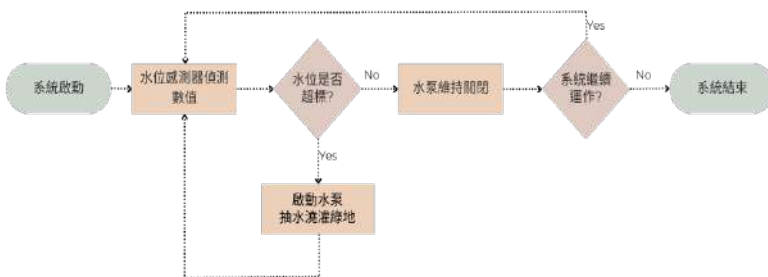 Yes
系統啟動
水位感測器偵測
數值
水位是否
超標?
No
水泵維持關閉
系統繼續
運作?
No
系統結束
Yes
啟動水泵
抽水澆灌綠地